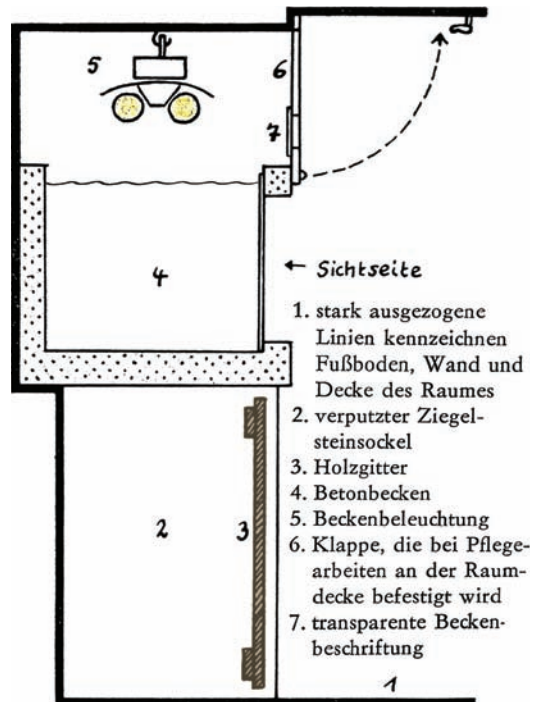 5
6
7
4
← Sichtseite
1. stark ausgezogene
Linien kennzeichnen
Fußboden, Wand und
Decke des Raumes
2. verputzter Ziegel-
steinsockel
3. Holzgitter
4. Betonbecken
5. Beckenbeleuchtung
6. Klappe, die bei Pflege-
arbeiten an der Raum-
decke befestigt wird
7. transparente Becken-
beschriftung
2
3
1